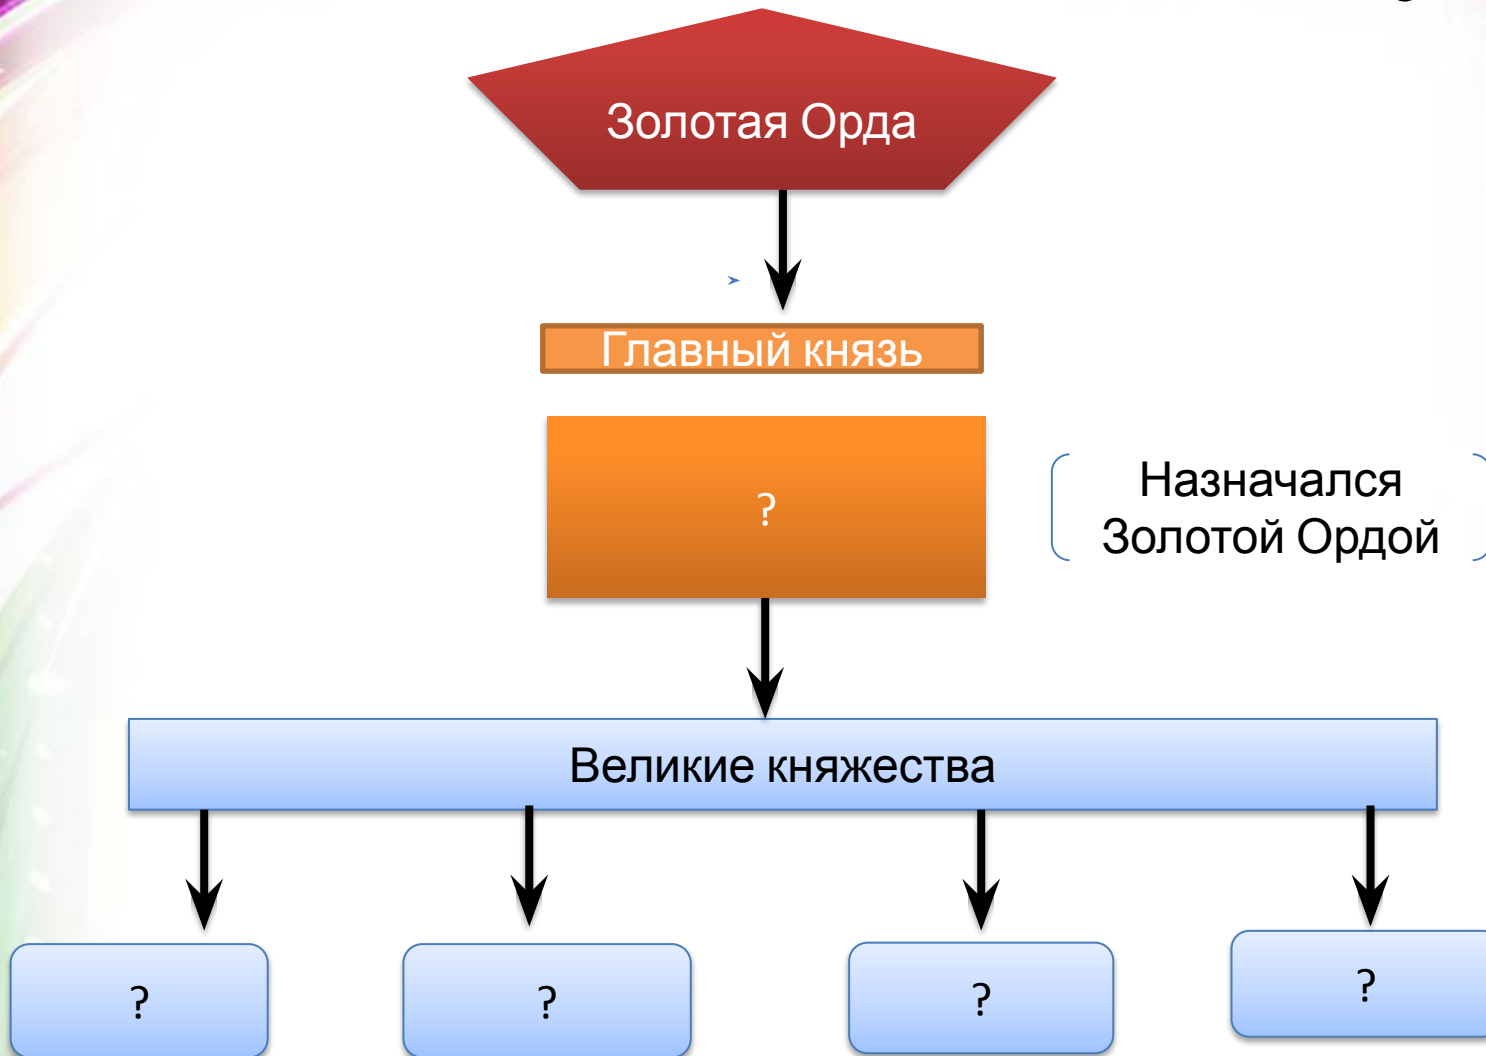 Золотая Орда
Главный князь
?
Назначался
Золотой Ордой
Великие княжества
?
?
?
?